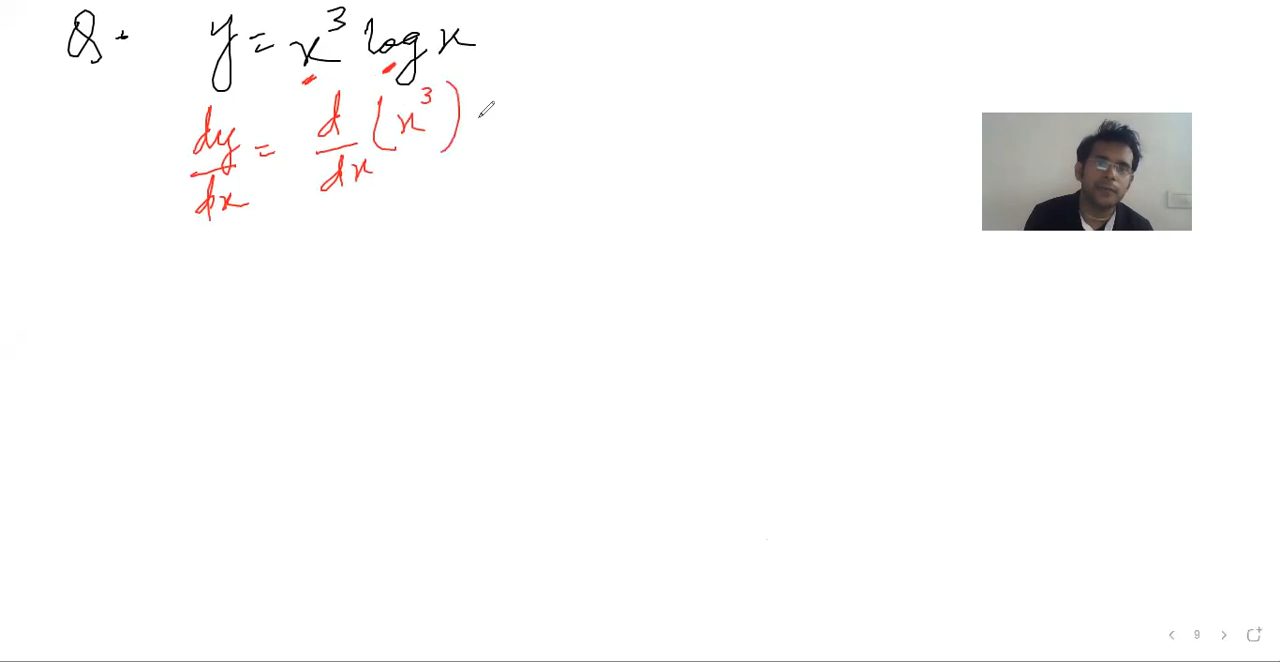 Q. y = x³ log x
dy/dx = d/dx (x³)
9